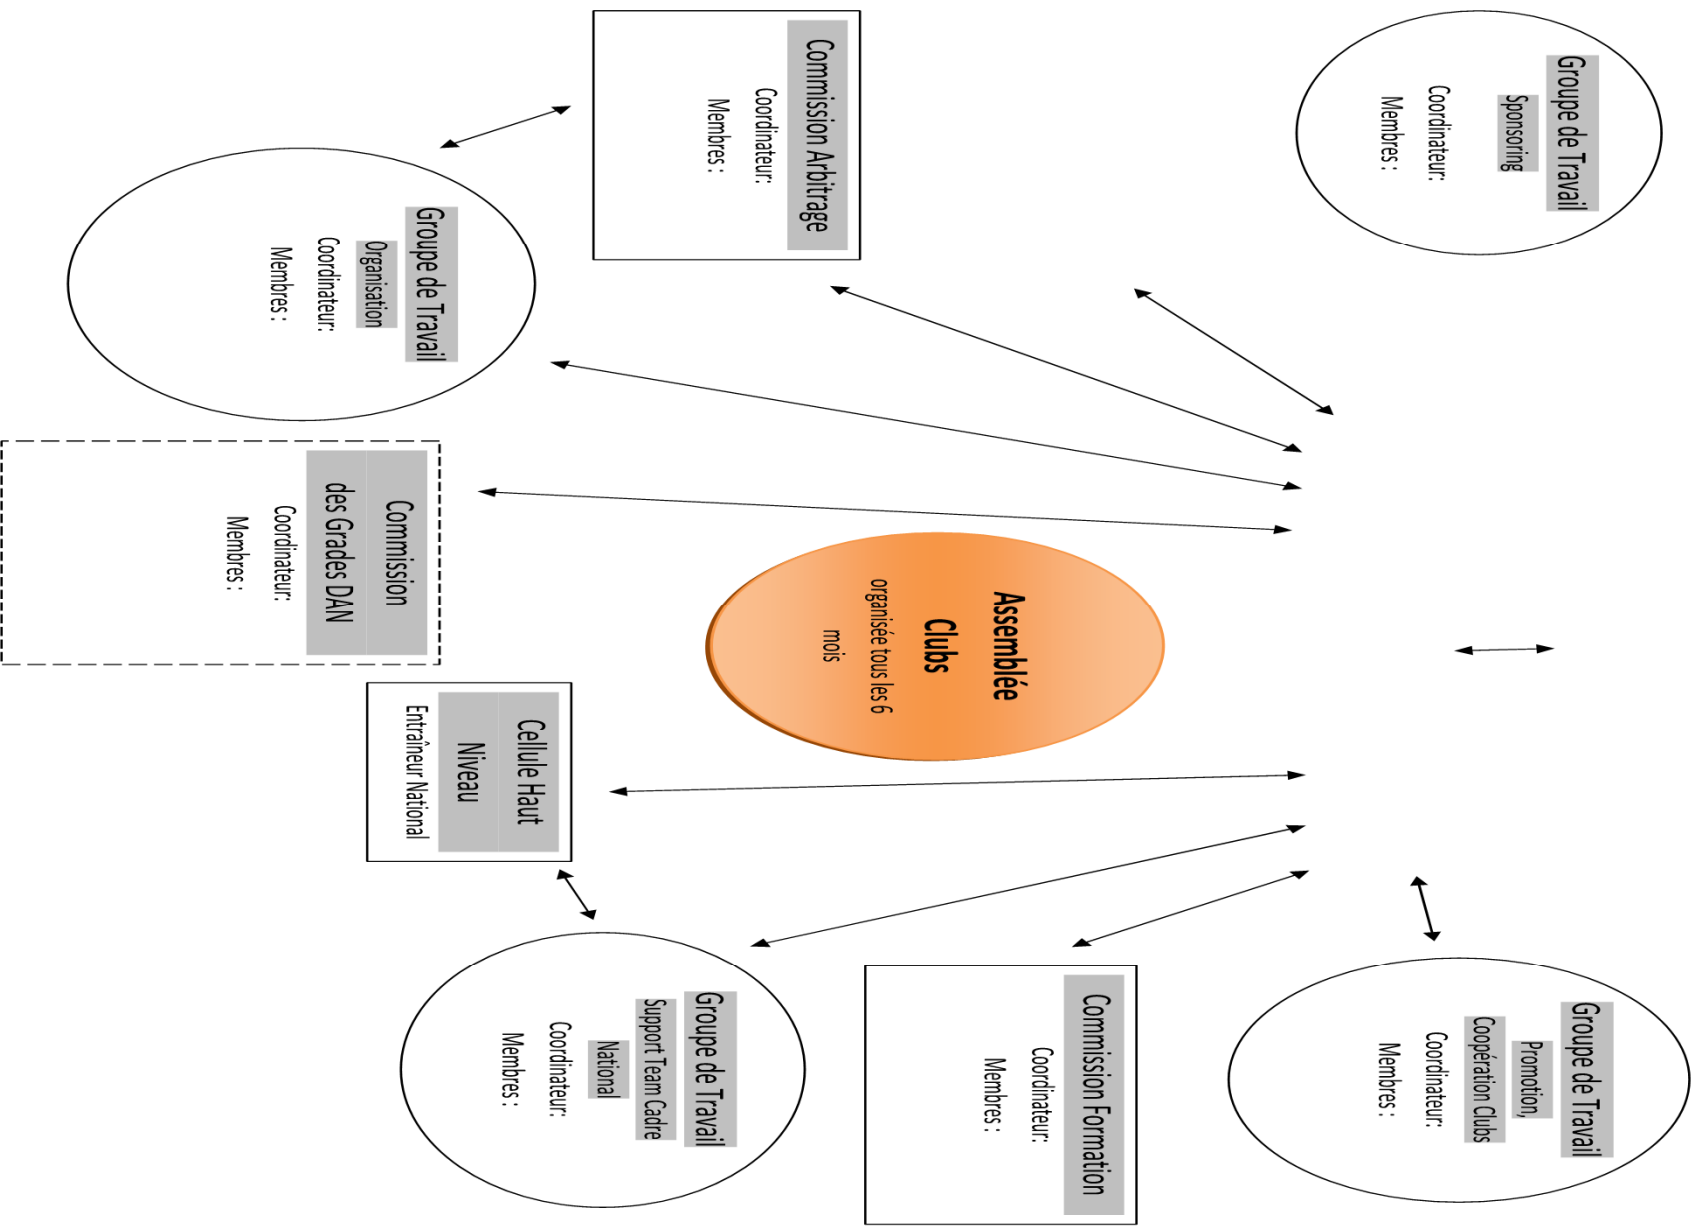 Groupe de Travail
Sponsoring
Coordinateur:
Membres :
Groupe de Travail
Promotion,
Coopération Clubs
Coordinateur:
Membres :
Assemblée
Clubs
organisée tous les 6
mois
Commission Arbitrage
Coordinateur:
Membres :
Commission Formation
Coordinateur:
Membres :
Groupe de Travail
Organisation
Coordinateur:
Membres :
Commission
des Grades DAN
Coordinateur:
Membres :
Cellule Haut
Niveau
Entraîneur National
Groupe de Travail
Support Team Cadre
National
Coordinateur:
Membres :